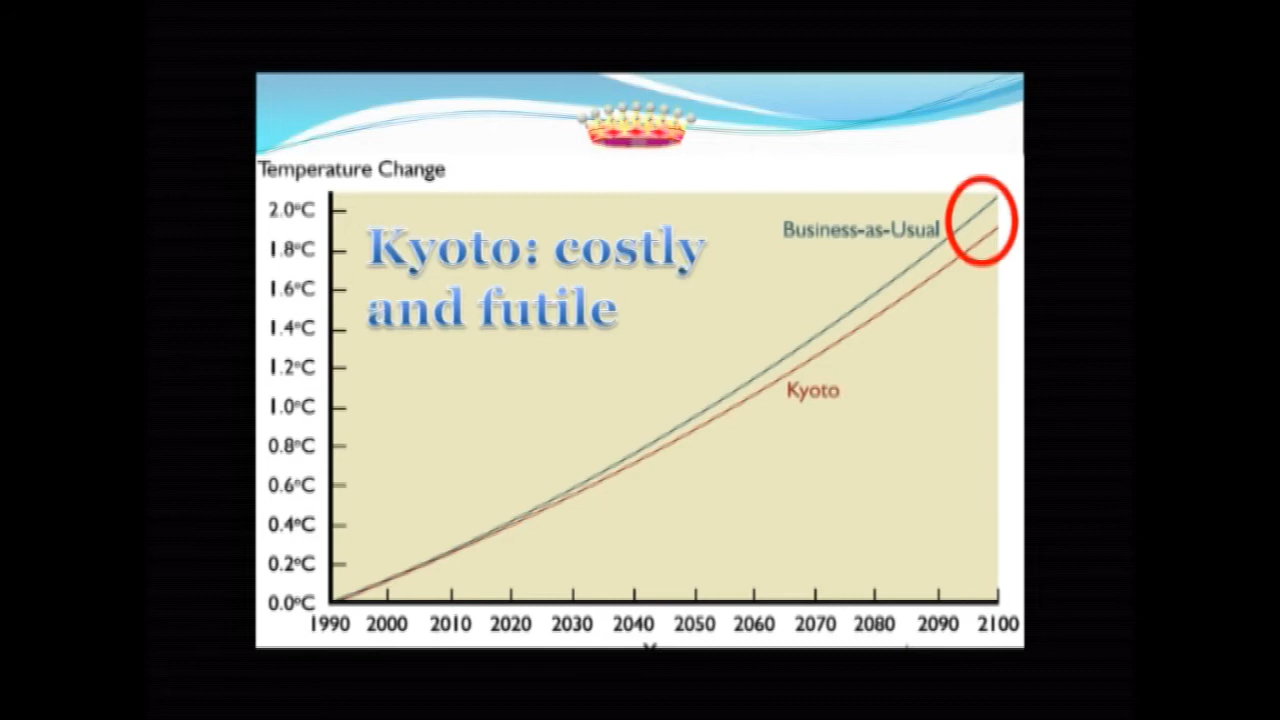 Temperature Change
2.0°C
1.8°C
1.6°C
1.4°C
1.2°C
1.0°C
0.8°C
0.6°C
0.4°C
0.2°C
0.0°C
Kyoto: costly
and futile
Business-as-Usual
Kyoto
1990 2000 2010 2020 2030 2040 2050 2060 2070 2080 2090 2100